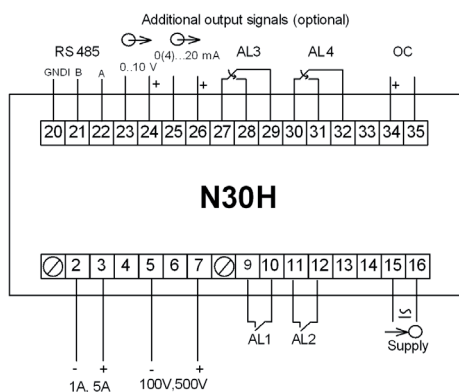 Additional output signals (optional)
RS 485 0(4)...20 mA AL3 AL4 OC
GNDI B A 0..10 V + + +
20 21 22 23 24 25 26 27 28 29 30 31 32 33 34 35
N30H
2 3 4 5 6 7 9 10 11 12 13 14 15 16
AL1 AL2
Supply
- + - +
1A. 5A 100V,500V